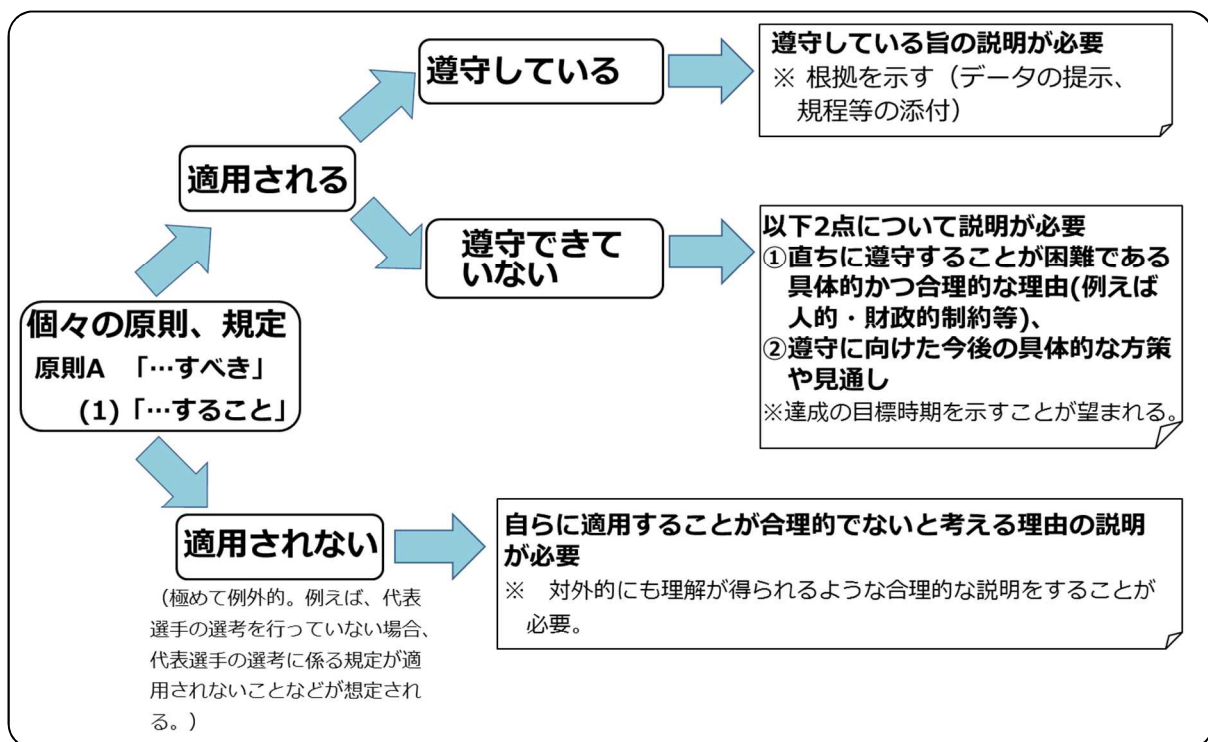 遵守している
遵守している旨の説明が必要
※ 根拠を示す（データの提示、
規程等の添付）
適用される
遵守できて
いない
以下2点について説明が必要
①直ちに遵守することが困難である
具体的かつ合理的な理由(例えば
人的・財政的制約等)、
②遵守に向けた今後の具体的な方策
や見通し
※達成の目標時期を示すことが望まれる。
個々の原則、規定
原則A 「…すべき」
(1)「…すること」
適用されない
（極めて例外的。例えば、代表
選手の選考を行っていない場合、
代表選手の選考に係る規定が適
用されないことなどが想定され
る。）
自らに適用することが合理的でないと考える理由の説明
が必要
※　対外的にも理解が得られるような合理的な説明をすることが
必要。